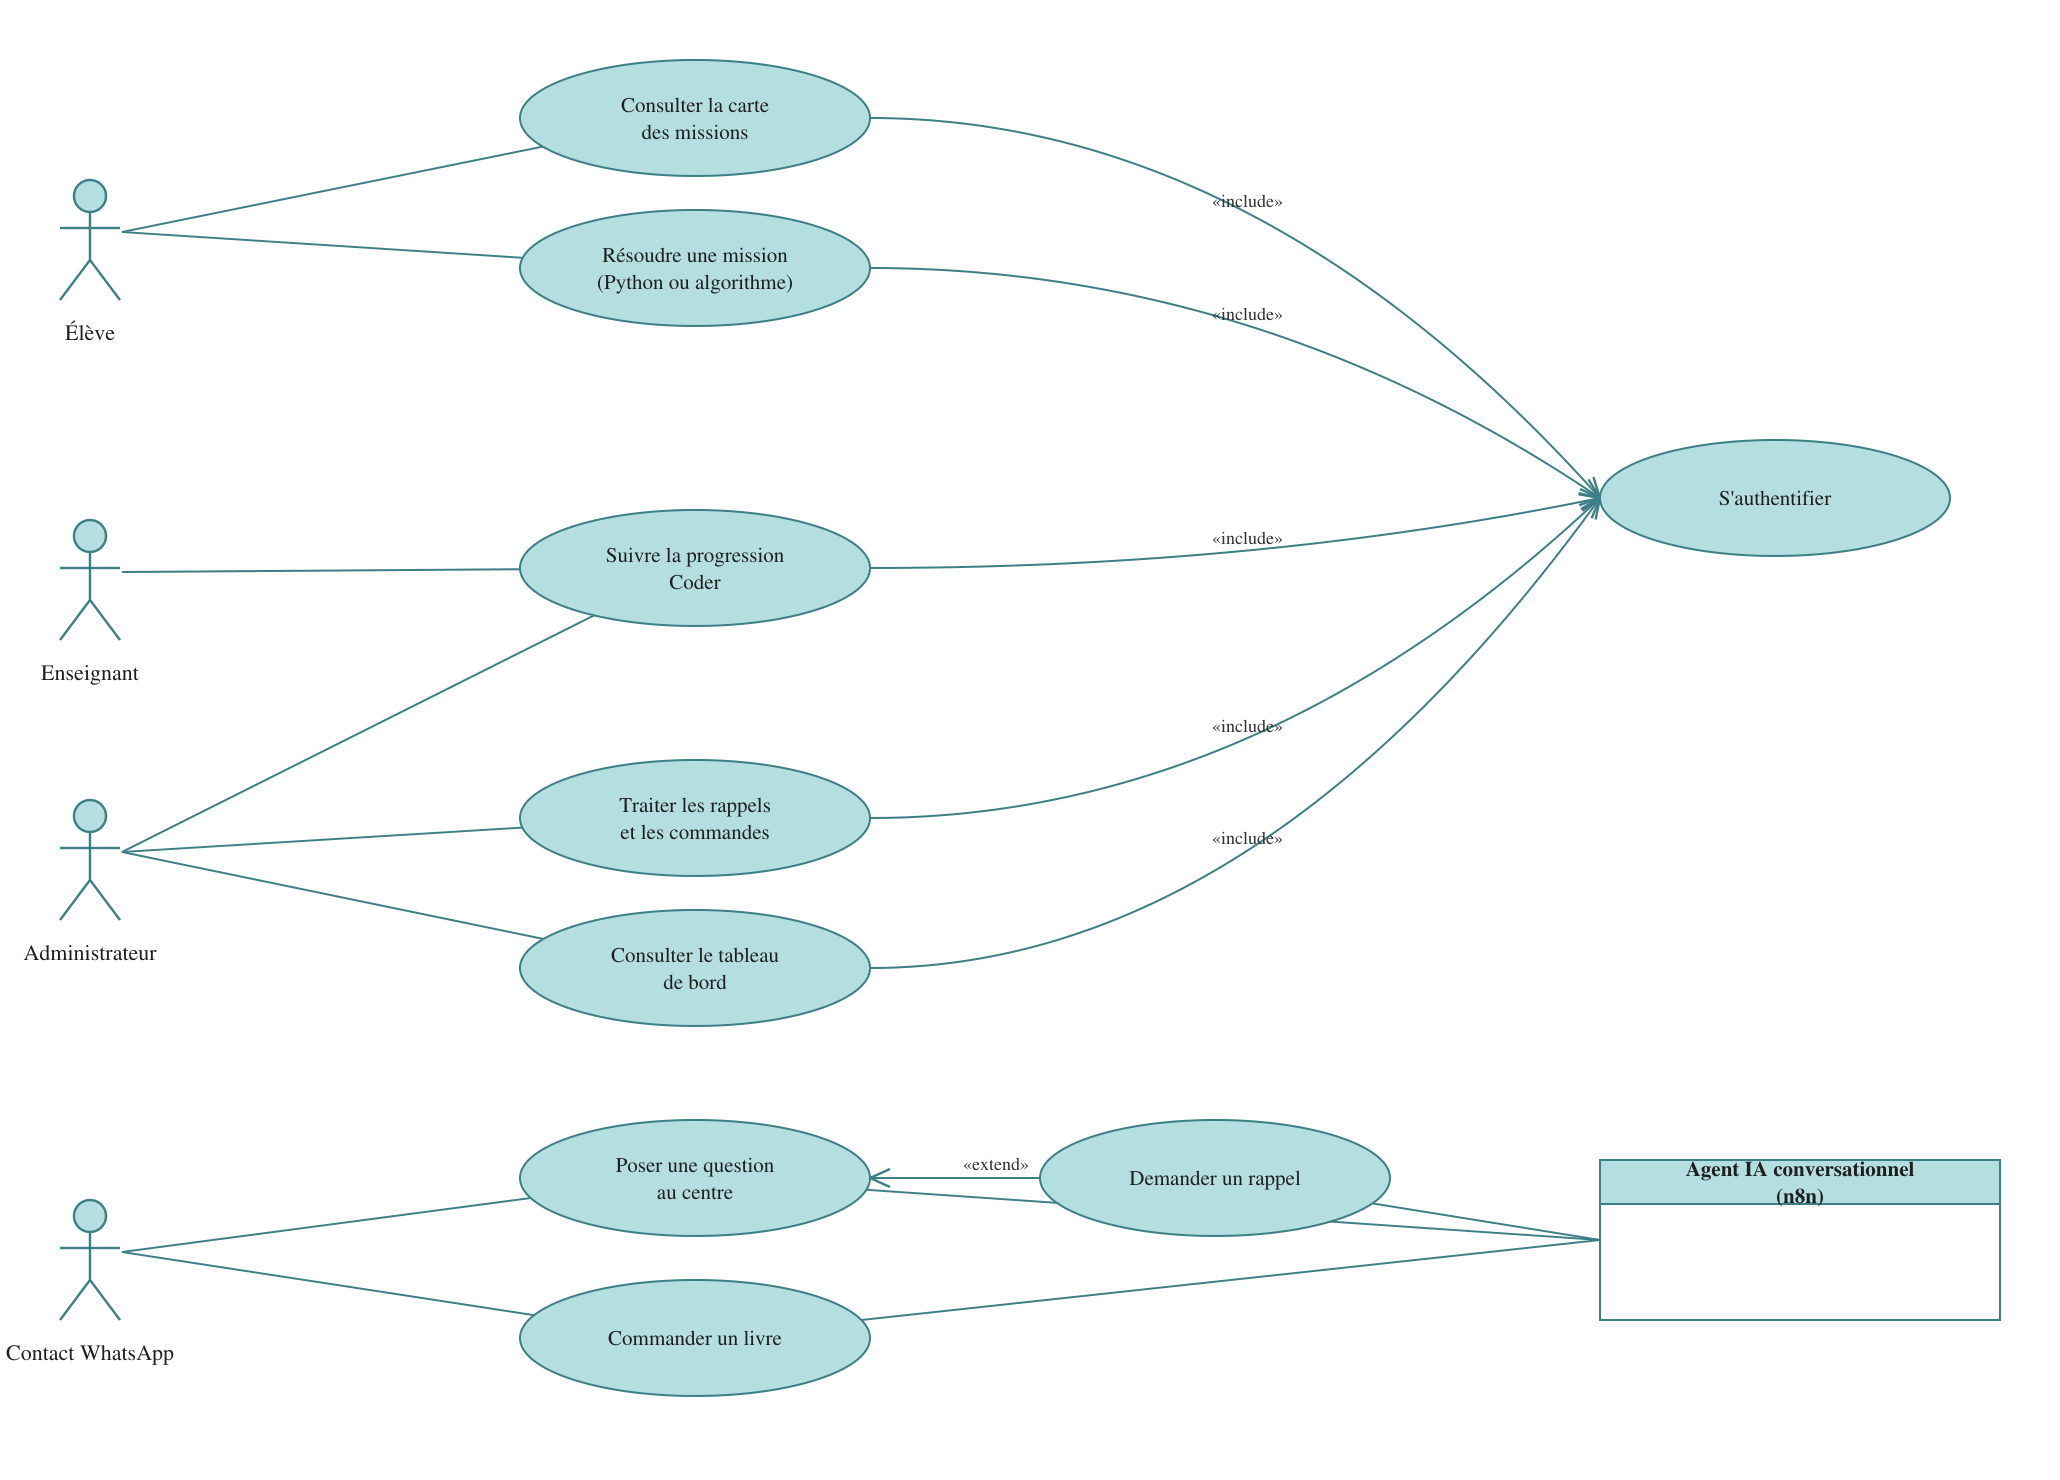 Consulter la carte
des missions
«include»
Résoudre une mission
(Python ou algorithme)
«include»
Élève
S'authentifier
Suivre la progression
Coder
«include»
Enseignant
«include»
Traiter les rappels
et les commandes
«include»
Administrateur
Consulter le tableau
de bord
Poser une question
au centre
«extend»
Demander un rappel
Agent IA conversationnel
(n8n)
Commander un livre
Contact WhatsApp